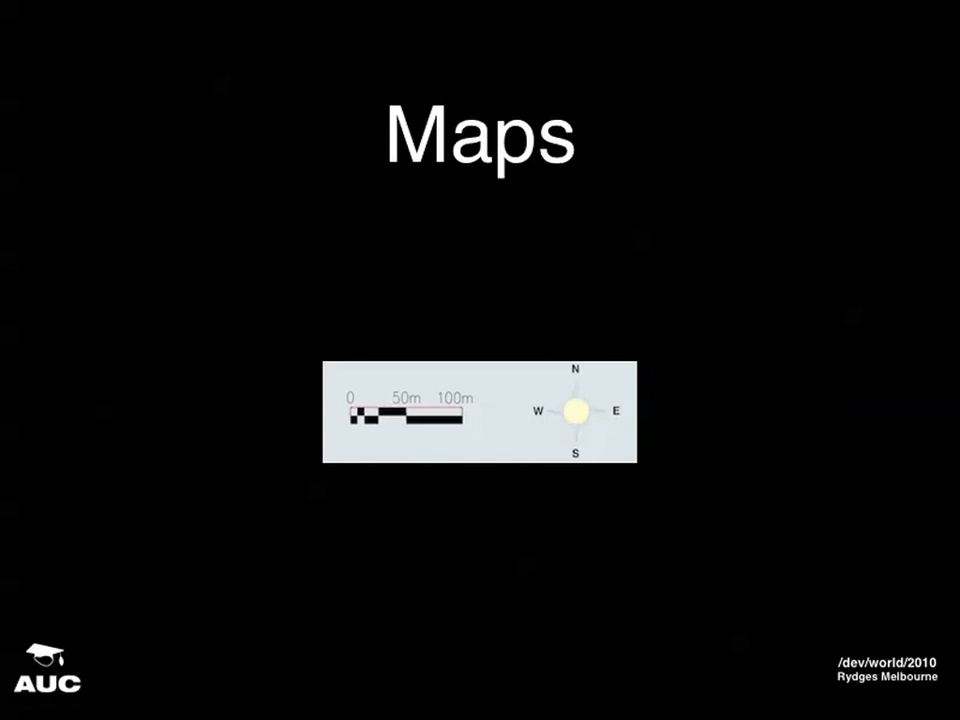 Maps
0 50m 100m
N
W E
S
AUC
/dev/world/2010
Rydges Melbourne